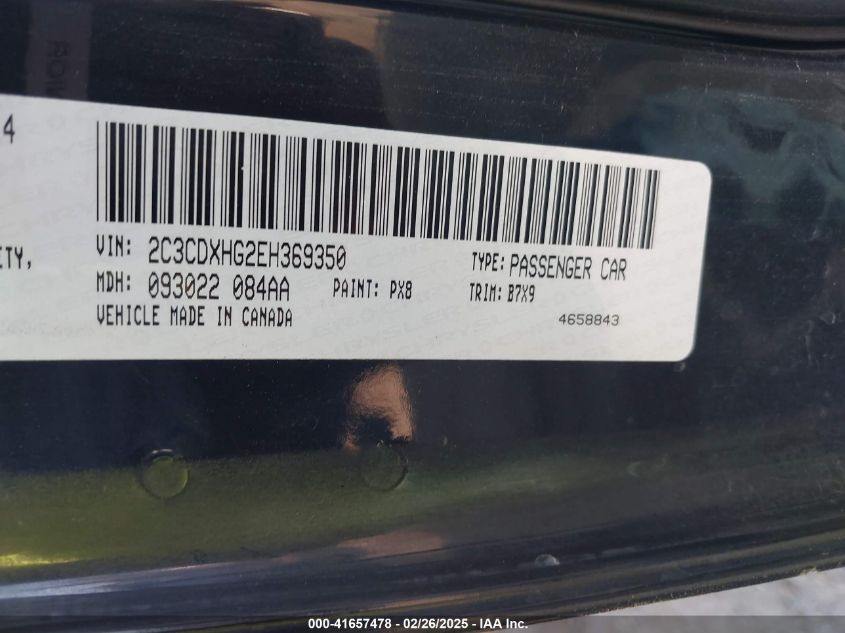 4
VIN: 2C3CDXHG2EH369350
TYPE: PASSENGER CAR
ETY,
MDH: 093022 084AA PAINT: PX8 TRIM: B7X9
VEHICLE MADE IN CANADA 4658843
000-41657478 - 02/26/2025 - IAA Inc.